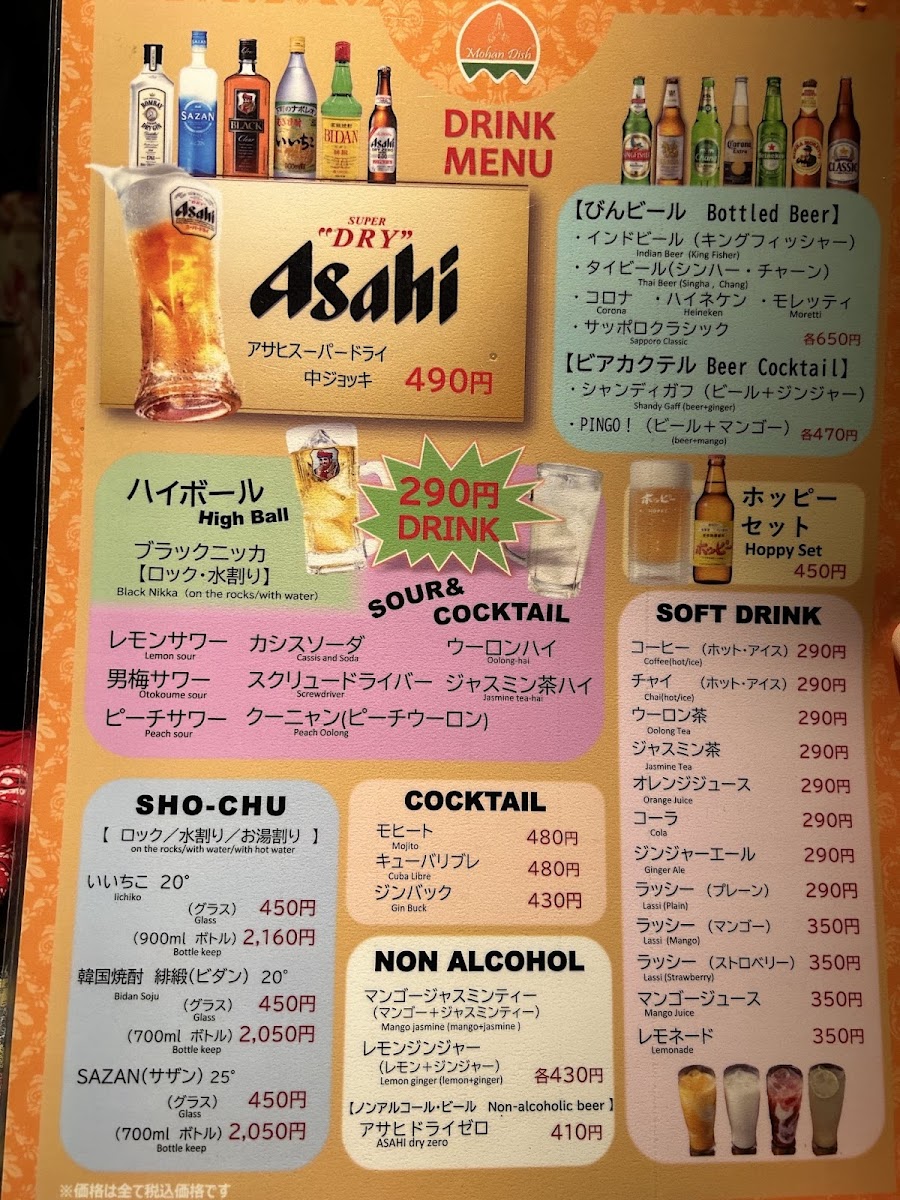 Mohan Dish
DRINK
MENU
BOMBAY
SAZAN
BLACK
いいちこ
BIDAN
Asahi
Chang
Corona
Extra
Heineken
CLASSIC
Asahi
SUPER
"DRY"
Asahi
アサヒスーパードライ
中ジョッキ 490円
【びんビール Bottled Beer】
・インドビール（キングフィッシャー）
Indian Beer (King Fisher)
・タイビール(シンハー・チャーン)
Thai Beer (Singha , Chang)
・コロナ ・ハイネケン ・モレッティ
Corona Heineken Moretti
・サッポロクラシック
Sapporo Classic
各650円
【ビアカクテル Beer Cocktail】
・シャンディガフ（ビール＋ジンジャー）
Shandy Gaff (beer+ginger)
・PINGO！（ビール＋マンゴー）
(beer+mango)
各470円
ハイボール
High Ball
ブラックニッカ
【ロック・水割り】
Black Nikka (on the rocks/with water)
290円
DRINK
SOUR&
COCKTAIL
レモンサワー カシスソーダ ウーロンハイ
Lemon sour Cassis and Soda Oolong-hai
男梅サワー スクリュードライバー ジャスミン茶ハイ
Otokoume sour Screwdriver Jasmine tea-hai
ピーチサワー クーニャン(ピーチウーロン)
Peach sour Peach Oolong
ホッピー
ホッピー
ホッピー
セット
Hoppy Set
450円
SOFT DRINK
コーヒー （ホット・アイス） 290円
Coffee(hot/ice)
チャイ （ホット・アイス） 290円
Chai(hot/ice)
ウーロン茶 290円
Oolong Tea
ジャスミン茶 290円
Jasmine Tea
オレンジジュース 290円
Orange Juice
コーラ 290円
Cola
ジンジャーエール 290円
Ginger Ale
ラッシー （プレーン） 290円
Lassi (Plain)
ラッシー （マンゴー） 350円
Lassi (Mango)
ラッシー （ストロベリー） 350円
Lassi (Strawberry)
マンゴージュース 350円
Mango Juice
レモネード 350円
Lemonade
SHO-CHU
【 ロック／水割り／お湯割り 】
on the rocks/with water/with hot water
いいちこ 20°
Iichiko
（グラス） 450円
Glass
（900ml ボトル） 2,160円
Bottle keep
韓国焼酎 緋緞(ビダン) 20°
Bidan Soju
（グラス） 450円
Glass
（700ml ボトル） 2,050円
Bottle keep
SAZAN(サザン) 25°
（グラス） 450円
Glass
（700ml ボトル） 2,050円
Bottle keep
COCKTAIL
モヒート 480円
Mojito
キューバリブレ 480円
Cuba Libre
ジンバック 430円
Gin Buck
NON ALCOHOL
マンゴージャスミンティー
（マンゴー＋ジャスミンティー）
Mango jasmine (mango+jasmine )
レモンジンジャー
（レモン＋ジンジャー）
Lemon ginger (lemon+ginger)
各430円
【ノンアルコール・ビール Non-alcoholic beer 】
アサヒドライゼロ 410円
ASAHI dry zero
※価格は全て税込価格です